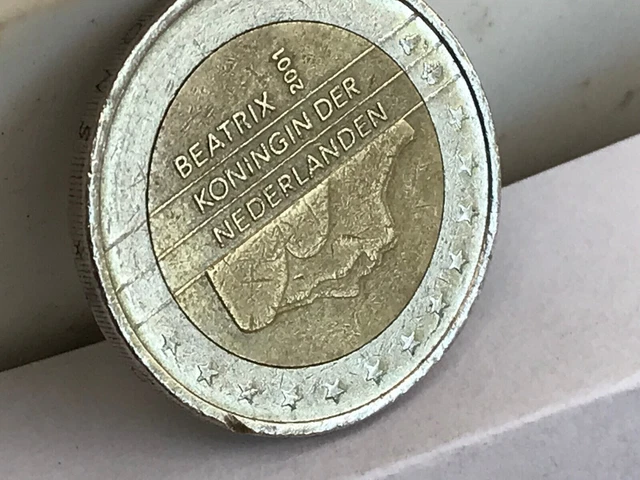 BEATRIX
2001
KONINGIN DER
NEDERLANDEN